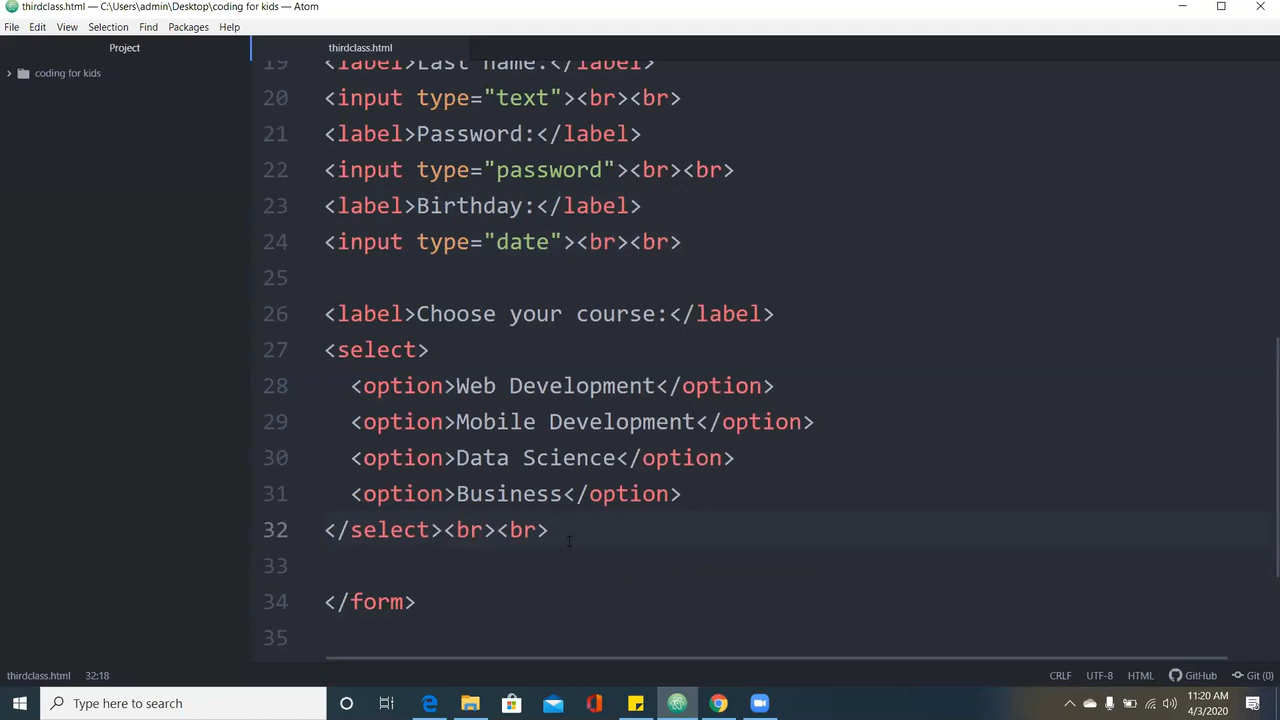 thirdclass.html — C:\Users\admin\Desktop\coding for kids — Atom
File Edit View Selection Find Packages Help
Project
thirdclass.html
coding for kids
19 <label>Last name:</label>
20 <input type="text"><br><br>
21 <label>Password:</label>
22 <input type="password"><br><br>
23 <label>Birthday:</label>
24 <input type="date"><br><br>
25
26 <label>Choose your course:</label>
27 <select>
28 <option>Web Development</option>
29 <option>Mobile Development</option>
30 <option>Data Science</option>
31 <option>Business</option>
32 </select><br><br>
33
34 </form>
35
thirdclass.html 32:18 CRLF UTF-8 HTML GitHub Git (0)
Type here to search
11:20 AM
4/3/2020